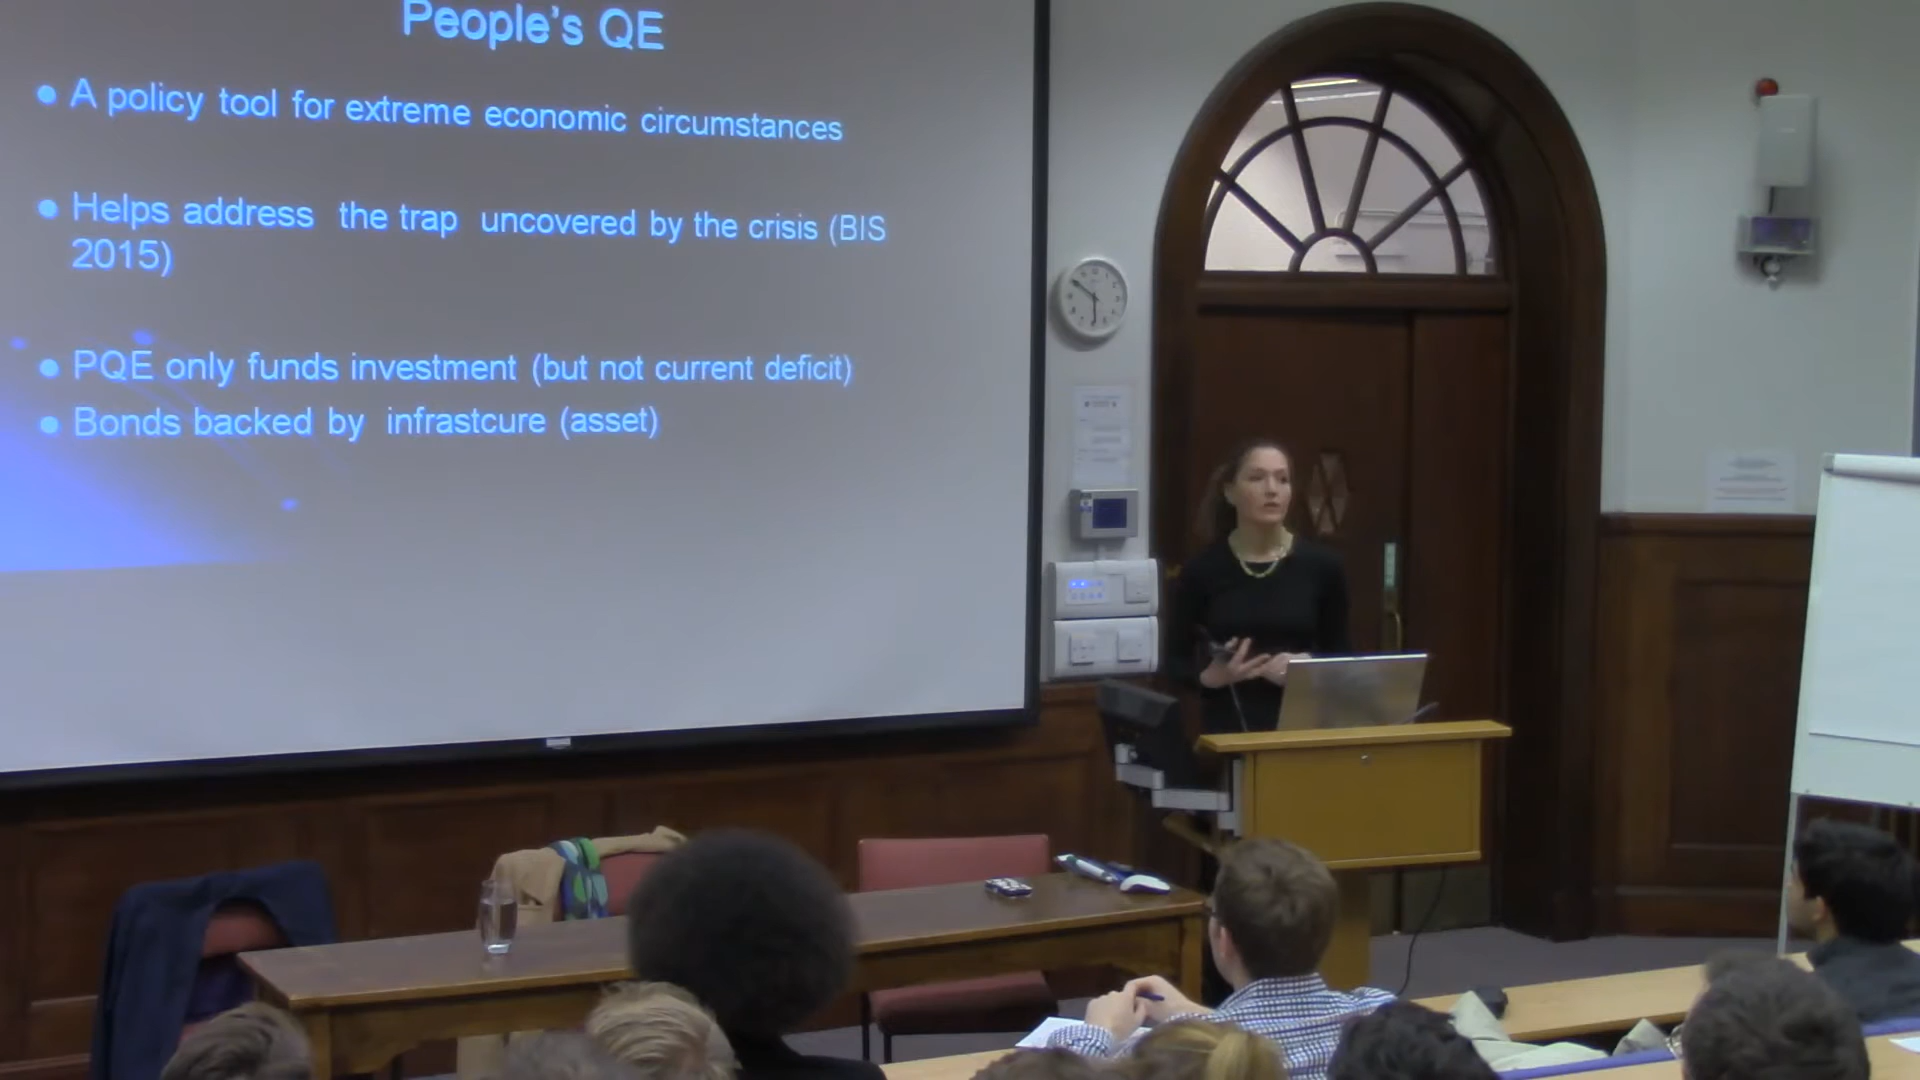 People's QE
• A policy tool for extreme economic circumstances
• Helps address the trap uncovered by the crisis (BIS
2015)
• PQE only funds investment (but not current deficit)
• Bonds backed by infrastcure (asset)